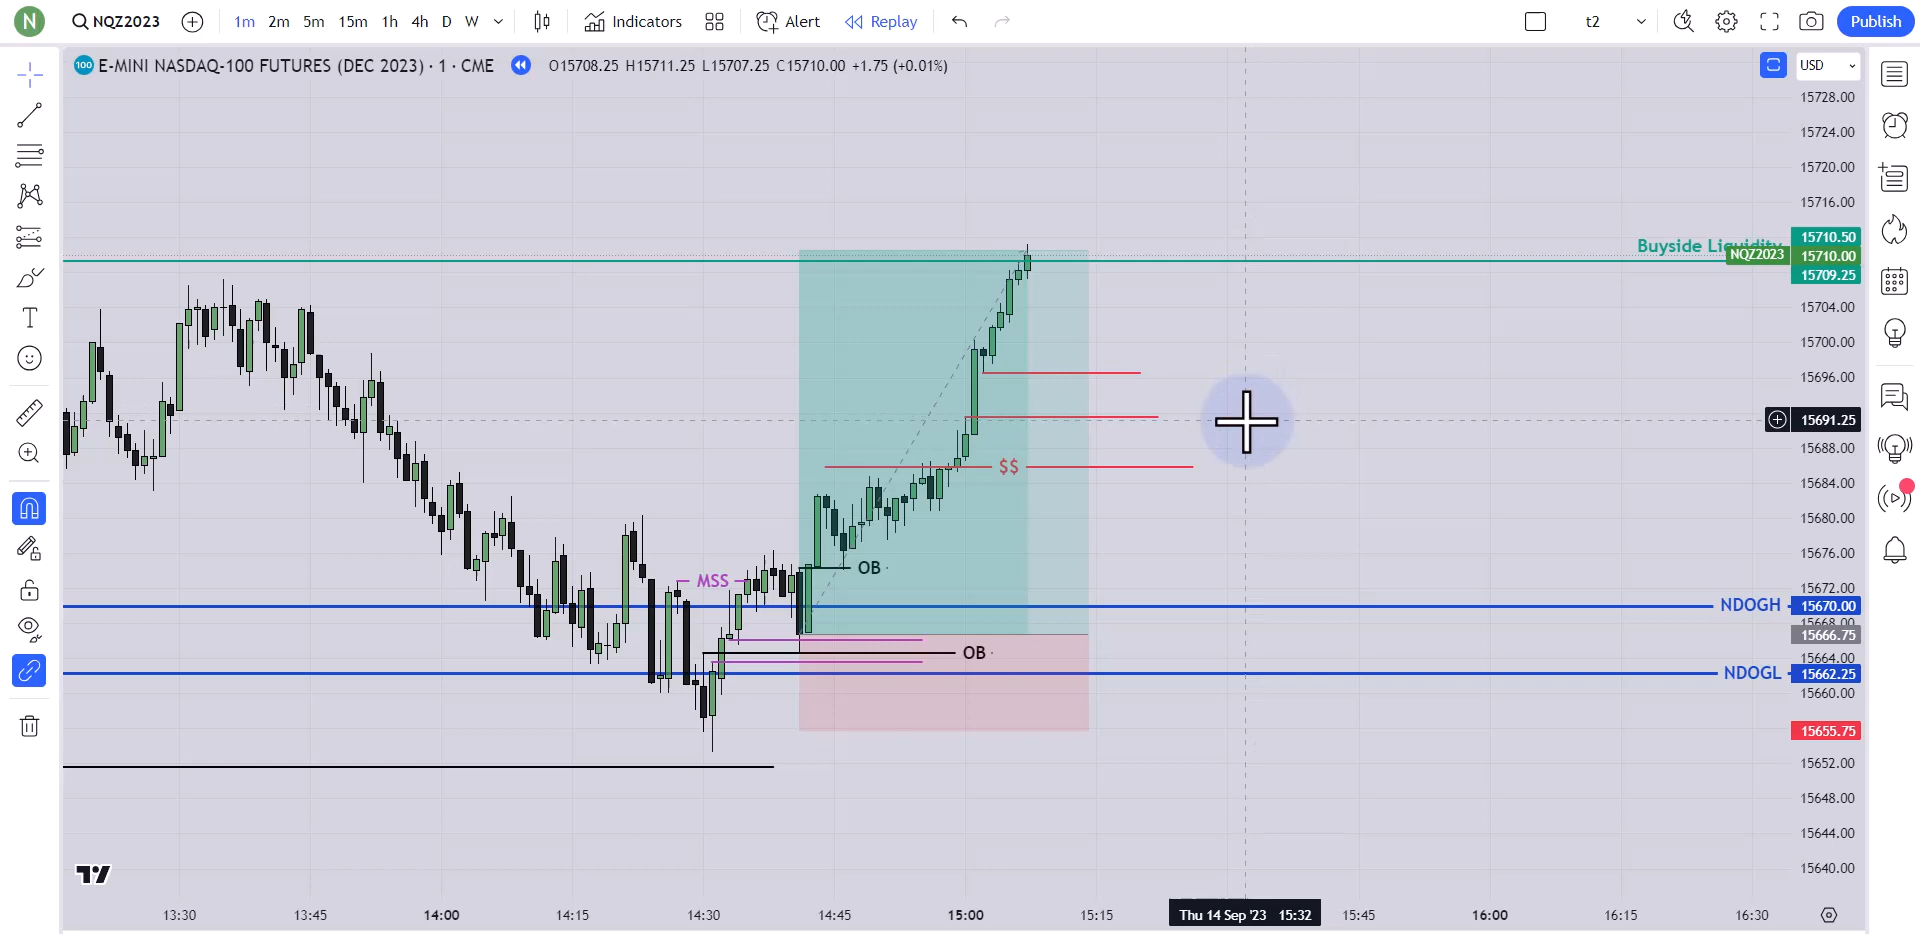 N NQZ2023 1m 2m 5m 15m 1h 4h D W Indicators Alert Replay t2 Publish
100 E-MINI NASDAQ-100 FUTURES (DEC 2023) · 1 · CME O15708.25 H15711.25 L15707.25 C15710.00 +1.75 (+0.01%) USD
15728.00
15724.00
15720.00
15716.00
Buyside Liquidity 15710.50
NQZ2023 15710.00
15709.25
15704.00
15700.00
15696.00
15691.25
15688.00
$$
15684.00
15680.00
15676.00
OB
MSS
15672.00
NDOGH 15670.00
15668.00
15666.75
OB
15664.00
NDOGL 15662.25
15660.00
15655.75
15652.00
15648.00
15644.00
15640.00
13:30 13:45 14:00 14:15 14:30 14:45 15:00 15:15 Thu 14 Sep '23 15:32 15:45 16:00 16:15 16:30